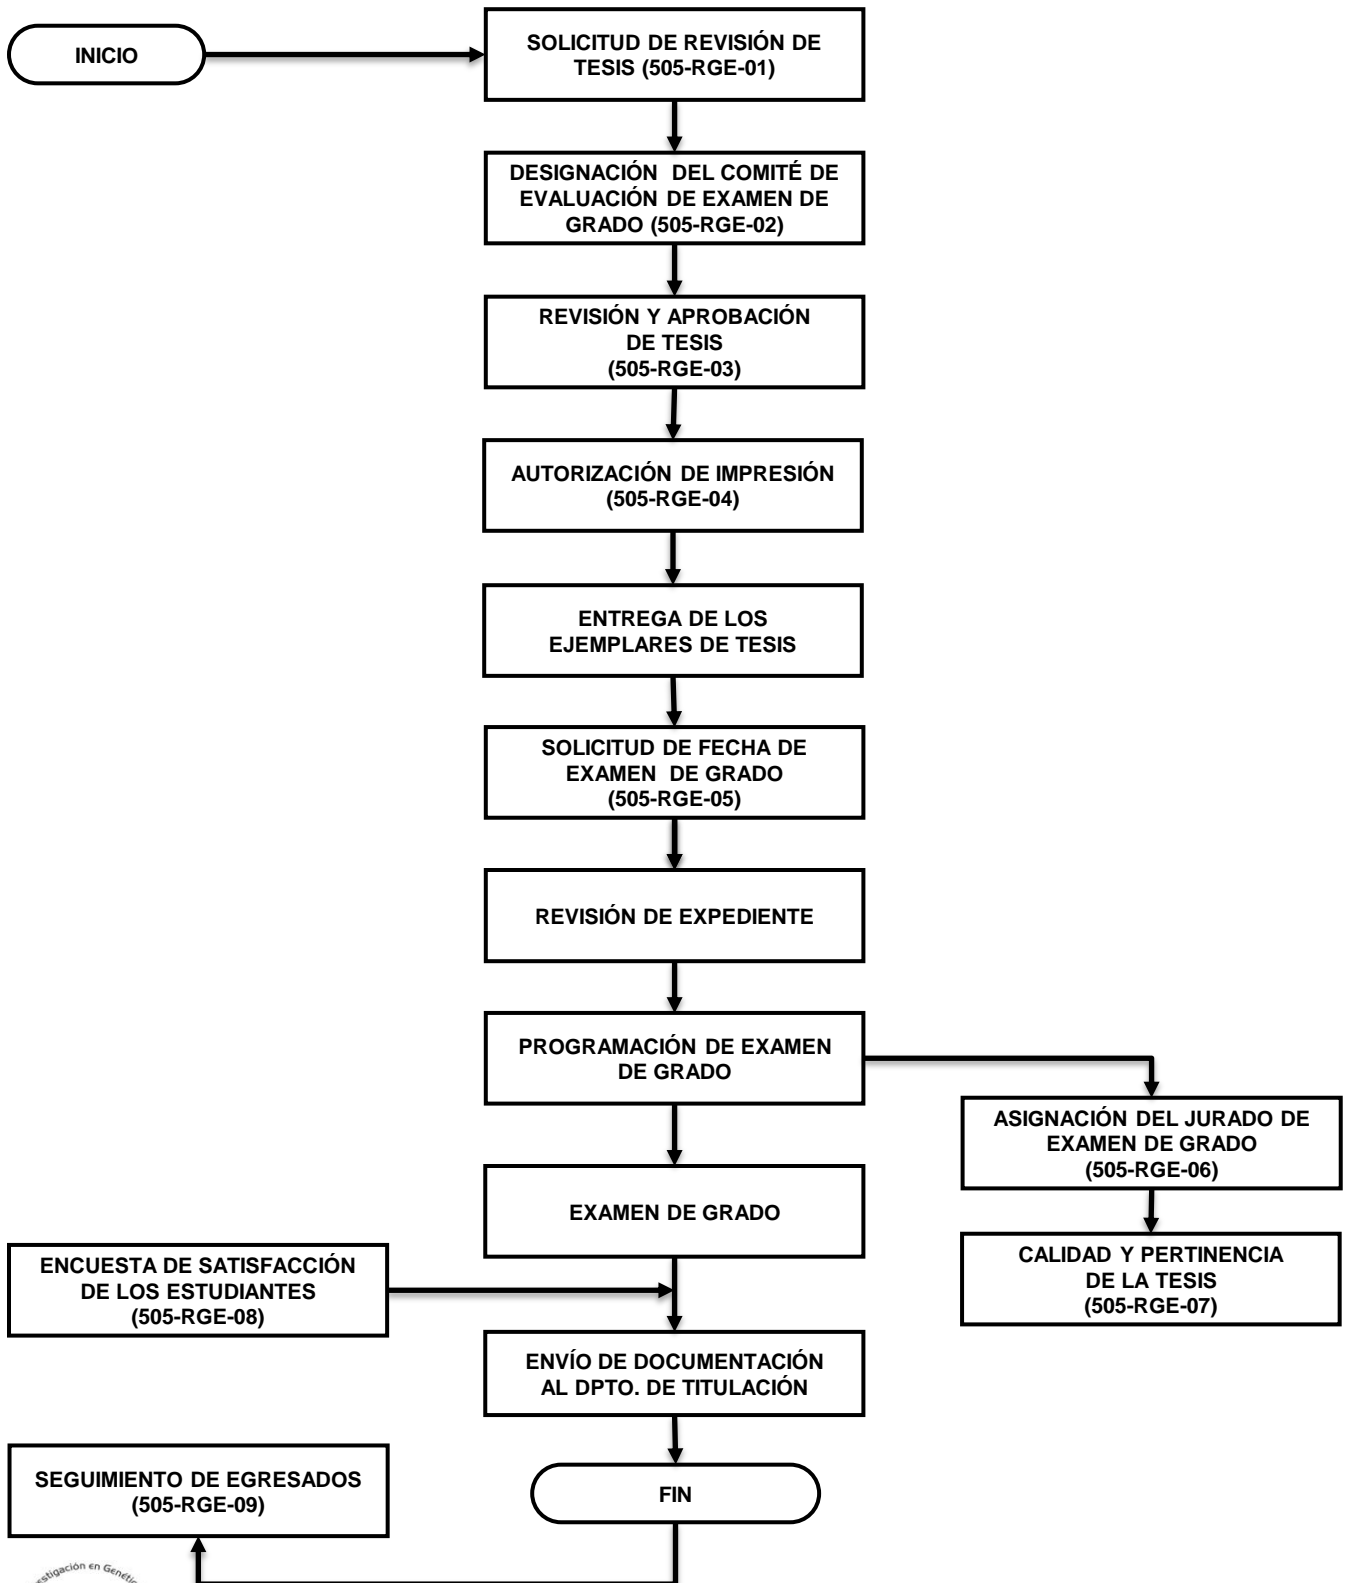 INICIO
SOLICITUD DE REVISIÓN DE
TESIS (505-RGE-01)
DESIGNACIÓN DEL COMITÉ DE
EVALUACIÓN DE EXAMEN DE
GRADO (505-RGE-02)
REVISIÓN Y APROBACIÓN
DE TESIS
(505-RGE-03)
AUTORIZACIÓN DE IMPRESIÓN
(505-RGE-04)
ENTREGA DE LOS
EJEMPLARES DE TESIS
SOLICITUD DE FECHA DE
EXAMEN DE GRADO
(505-RGE-05)
REVISIÓN DE EXPEDIENTE
PROGRAMACIÓN DE EXAMEN
DE GRADO
ASIGNACIÓN DEL JURADO DE
EXAMEN DE GRADO
(505-RGE-06)
CALIDAD Y PERTINENCIA
DE LA TESIS
(505-RGE-07)
EXAMEN DE GRADO
ENCUESTA DE SATISFACCIÓN
DE LOS ESTUDIANTES
(505-RGE-08)
ENVÍO DE DOCUMENTACIÓN
AL DPTO. DE TITULACIÓN
FIN
SEGUIMIENTO DE EGRESADOS
(505-RGE-09)
en